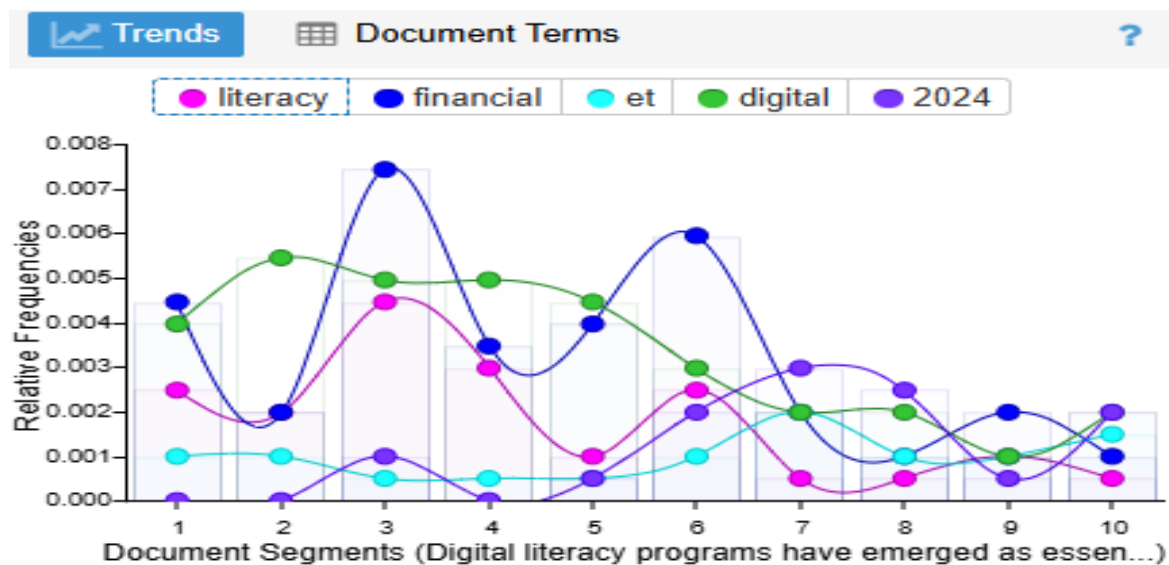 Trends Document Terms ?
literacy financial et digital 2024
0.008
0.007
0.006
0.005
0.004
0.003
0.002
0.001
0.000
Relative Frequencies
1 2 3 4 5 6 7 8 9 10
Document Segments (Digital literacy programs have emerged as essen...)